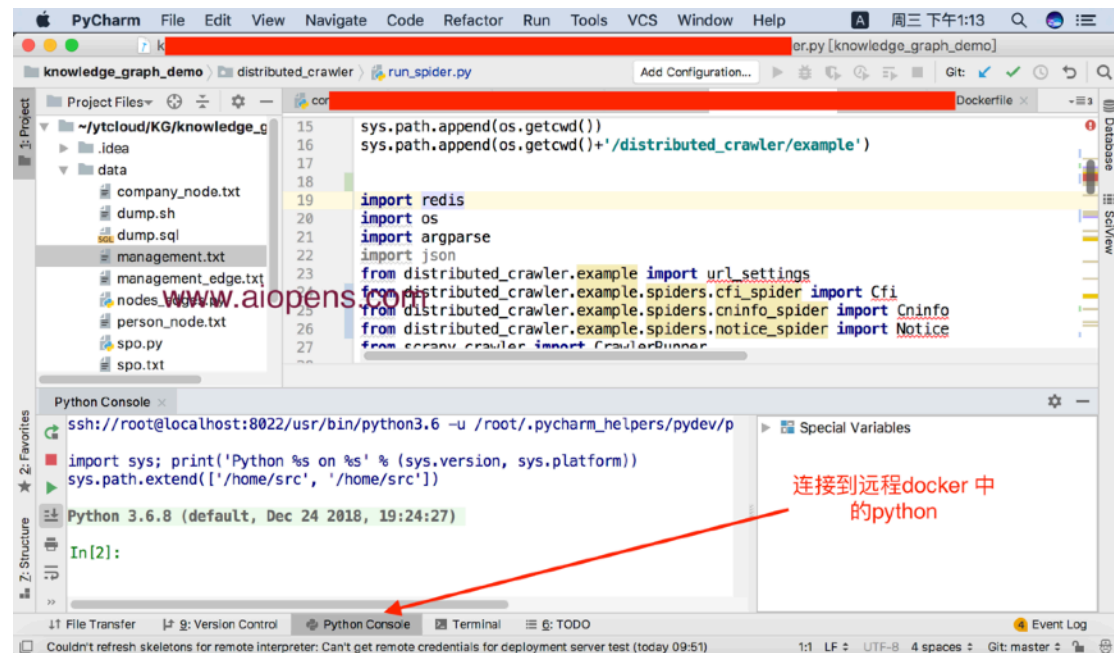 PyCharm File Edit View Navigate Code Refactor Run Tools VCS Window Help A 周三下午1:13
k er.py [knowledge_graph_demo]
knowledge_graph_demo distributed_crawler run_spider.py Add Configuration... Git:
1: Project
Project Files
cor Dockerfile 3
~/ytcloud/KG/knowledge_g
.idea
data
company_node.txt
dump.sh
dump.sql
management.txt
management_edge.txt
nodes_edges.py
person_node.txt
spo.py
spo.txt
15 sys.path.append(os.getcwd())
16 sys.path.append(os.getcwd()+'/distributed_crawler/example')
17
18
19 import redis
20 import os
21 import argparse
22 import json
23 from distributed_crawler.example import url_settings
from distributed_crawler.example.spiders.cfi_spider import Cfi
25 from distributed_crawler.example.spiders.cninfo_spider import Cninfo
26 from distributed_crawler.example.spiders.notice_spider import Notice
27 from scrapy.crawler import CrawlerRunner
www.aiopens.com
Database
SciView
Python Console
2: Favorites
Z: Structure
ssh://root@localhost:8022/usr/bin/python3.6 -u /root/.pycharm_helpers/pydev/p
import sys; print('Python %s on %s' % (sys.version, sys.platform))
sys.path.extend(['/home/src', '/home/src'])
Python 3.6.8 (default, Dec 24 2018, 19:24:27)
In[2]:
Special Variables
连接到远程docker 中
的python
File Transfer 9: Version Control Python Console Terminal 6: TODO 4 Event Log
Couldn't refresh skeletons for remote interpreter: Can't get remote credentials for deployment server test (today 09:51) 1:1 LF UTF-8 4 spaces Git: master